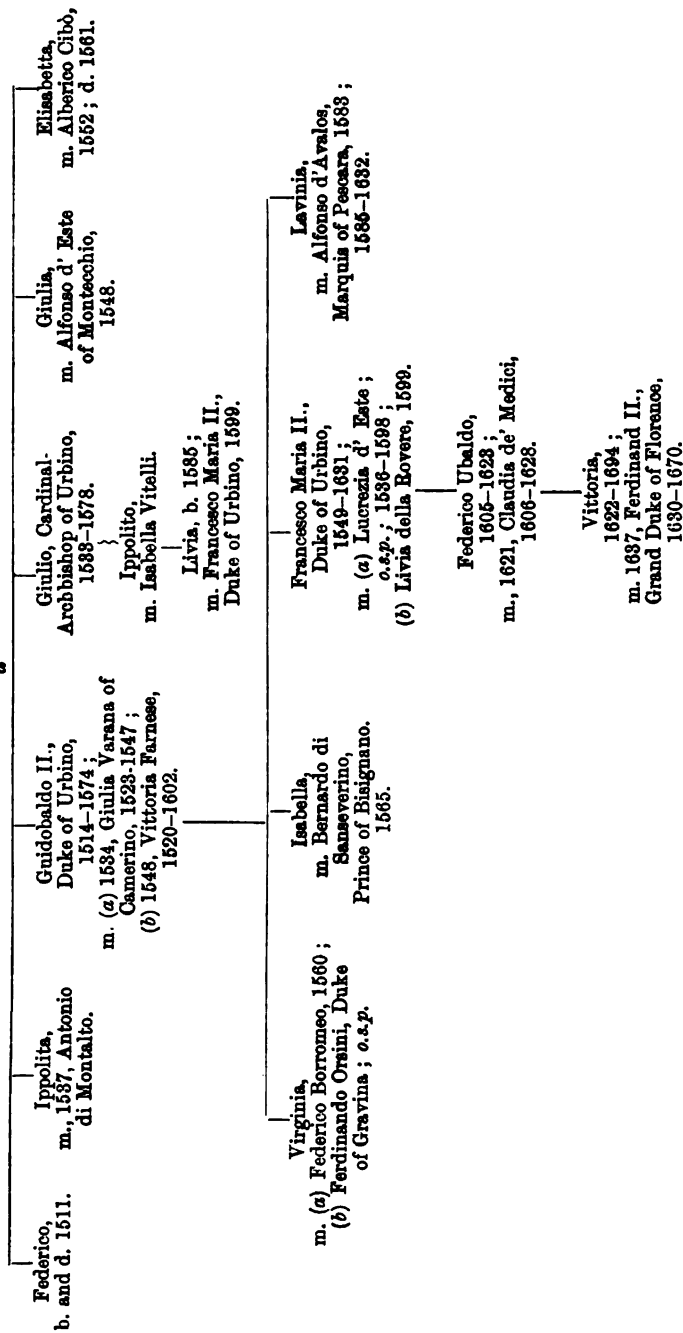 a
Federico,
b. and d. 1511.
Ippolita,
m., 1537, Antonio
di Montalto.
Guidobaldo II.,
Duke of Urbino,
1514–1574;
m. (a) 1534, Giulia Varana of
Camerino, 1523-1547;
(b) 1548, Vittoria Farnese,
1520–1602.
Giulio, Cardinal-
Archbishop of Urbino,
1533-1578.
Ippolito,
m. Isabella Vitelli.
Livia, b. 1585;
m. Francesco Maria II.,
Duke of Urbino, 1599.
Giulia,
m. Alfonso d' Este
of Montecchio,
1548.
Elisabetta,
m. Alberico Cibò,
1552; d. 1561.
Virginia,
m. (a) Federico Borromeo, 1560;
(b) Ferdinando Orsini, Duke
of Gravina; o.s.p.
Isabella,
m. Bernardo di
Sanseverino,
Prince of Bisignano.
1565.
Francesco Maria II.,
Duke of Urbino,
1549–1631;
m. (a) Lucrezia d' Este;
o.s.p.; 1536–1598;
(b) Livia della Rovere, 1599.
Lavinia,
m. Alfonso d'Avalos,
Marquis of Pescara, 1583;
1585–1632.
Federico Ubaldo,
1605–1623;
m., 1621, Claudia de' Medici,
1606–1628.
Vittoria,
1622–1694;
m. 1637, Ferdinand II.,
Grand Duke of Florence,
1630–1670.